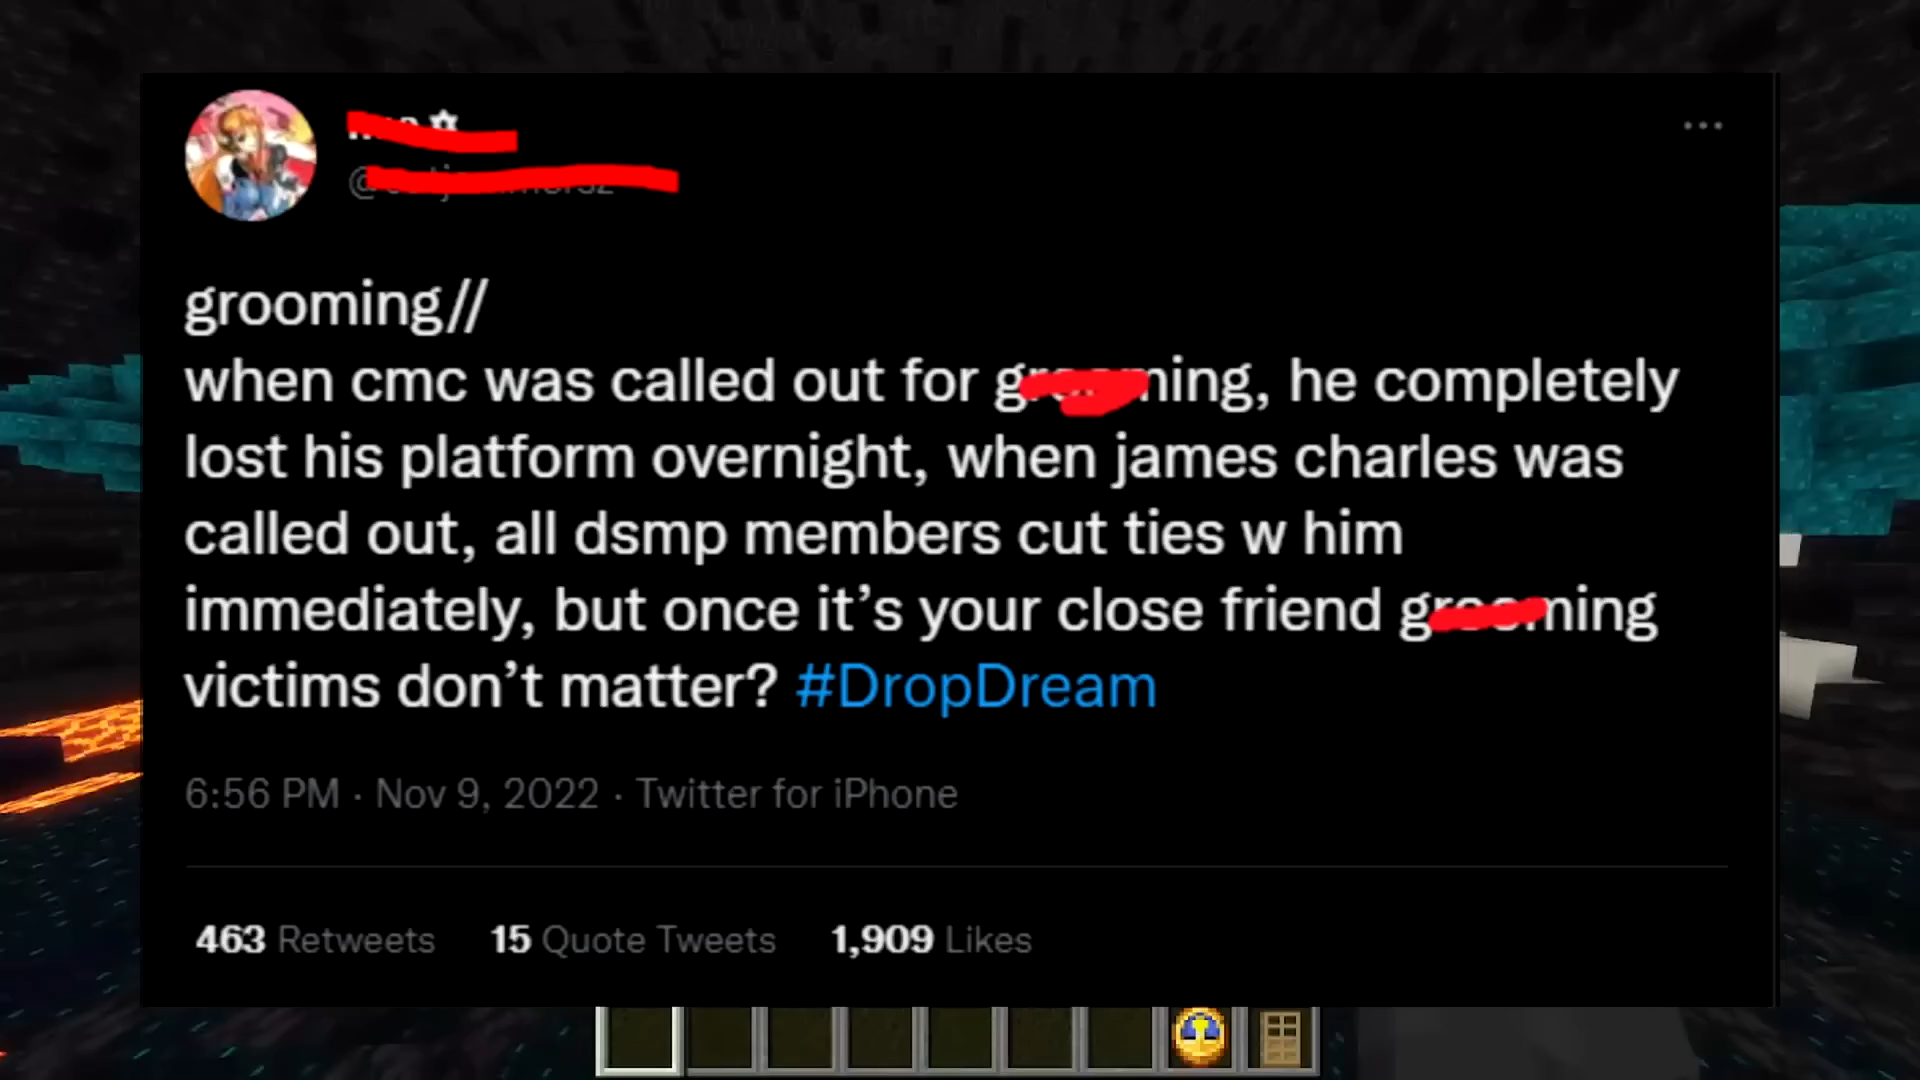 grooming//
when cmc was called out for, he completely
lost his platform overnight, when james charles was
called out, all dsmp members cut ties w him
immediately, but once it's your close friend
victims don't matter? #DropDream
6:56 PM · Nov 9, 2022 · Twitter for iPhone
463 Retweets 15 Quote Tweets 1,909 Likes